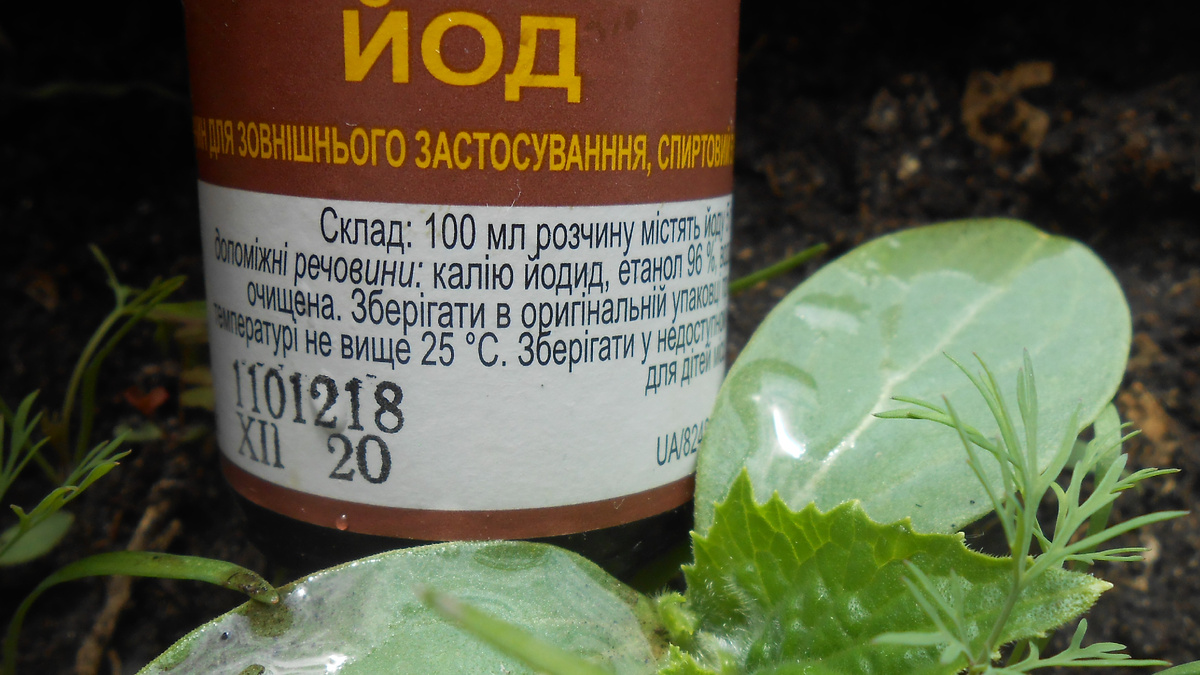 ЙОД
ДЛЯ ЗОВНІШНЬОГО ЗАСТОСУВАНННЯ, СПИРТОВИЙ
Склад: 100 мл розчину містять йоду
допоміжні речовини: калію йодид, етанол 96 %,
очищена. Зберігати в оригінальній упаковці
температурі не вище 25 °С. Зберігати у недоступному
для дітей
1101218
XII 20
UA/824